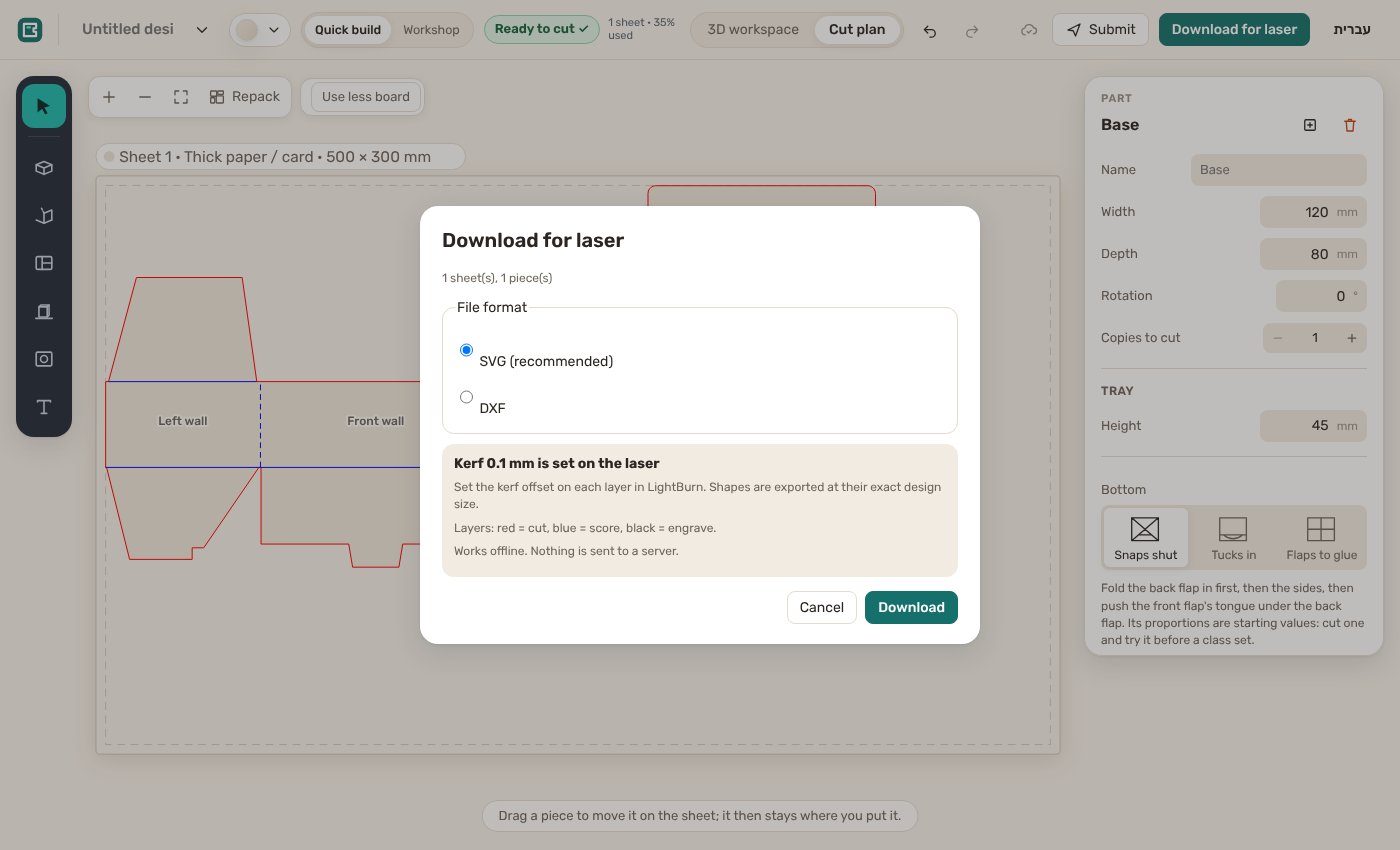 Untitled desi
Quick build
Workshop
Ready to cut
1 sheet • 35% used
3D workspace
Cut plan
Submit
Download for laser
עברית
Repack
Use less board
Sheet 1 • Thick paper / card • 500 × 300 mm
Left wall
Front wall
Download for laser
1 sheet(s), 1 piece(s)
File format
SVG (recommended)
DXF
Kerf 0.1 mm is set on the laser
Set the kerf offset on each layer in LightBurn. Shapes are exported at their exact design
size.
Layers: red = cut, blue = score, black = engrave.
Works offline. Nothing is sent to a server.
Cancel
Download
PART
Base
Name Base
Width 120 mm
Depth 80 mm
Rotation 0 °
Copies to cut − 1 +
TRAY
Height 45 mm
Bottom
Snaps shut
Tucks in
Flaps to glue
Fold the back flap in first, then the sides, then
push the front flap's tongue under the back
flap. Its proportions are starting values: cut one
and try it before a class set.
Drag a piece to move it on the sheet; it then stays where you put it.